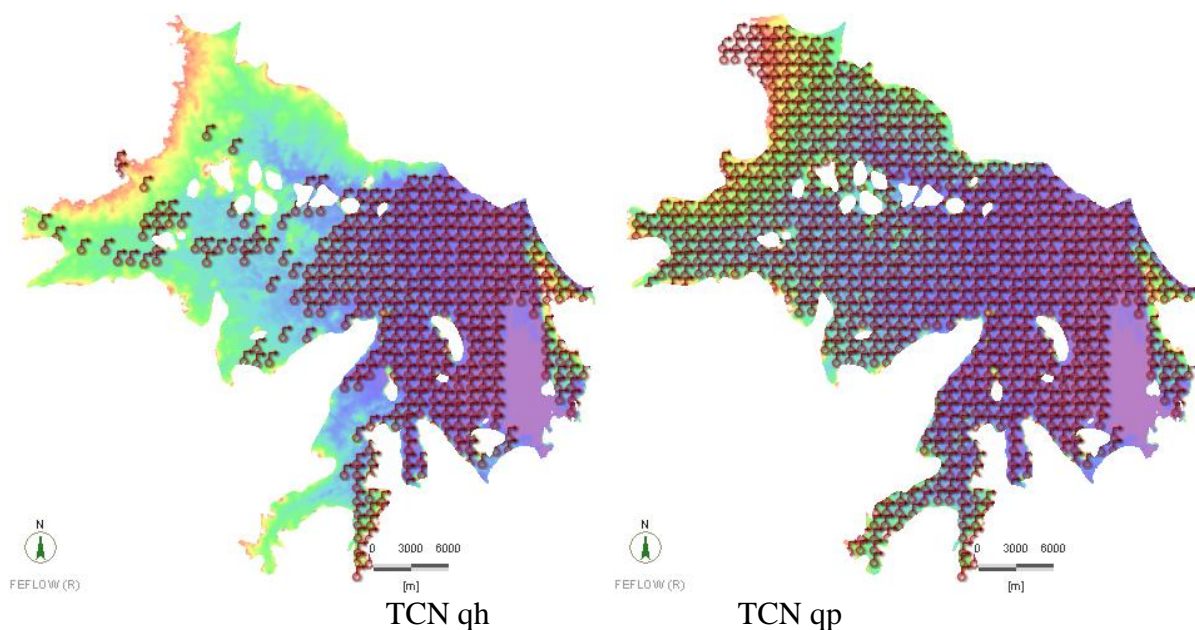 N
FEFLOW (R)
0 3000 6000
[m]
N
FEFLOW (R)
0 3000 6000
[m]
TCN qh
TCN qp